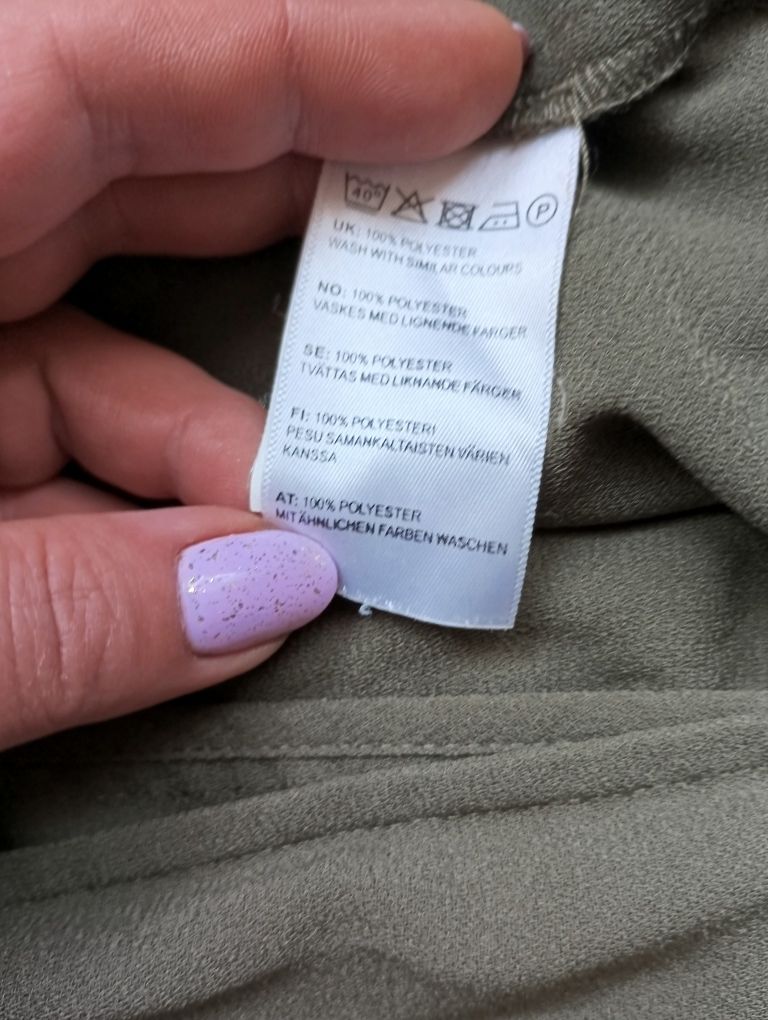 40°
P
UK: 100% POLYESTER
WASH WITH SIMILAR COLOURS
NO: 100% POLYESTER
VASKES MED LIGNENDE FARGER
SE: 100% POLYESTER
TVÄTTAS MED LIKNANDE FÄRGER
FI: 100% POLYESTERI
PESU SAMANKALTAISTEN VÄRIEN
KANSSA
AT: 100% POLYESTER
MIT ÄHNLICHEN FARBEN WASCHEN